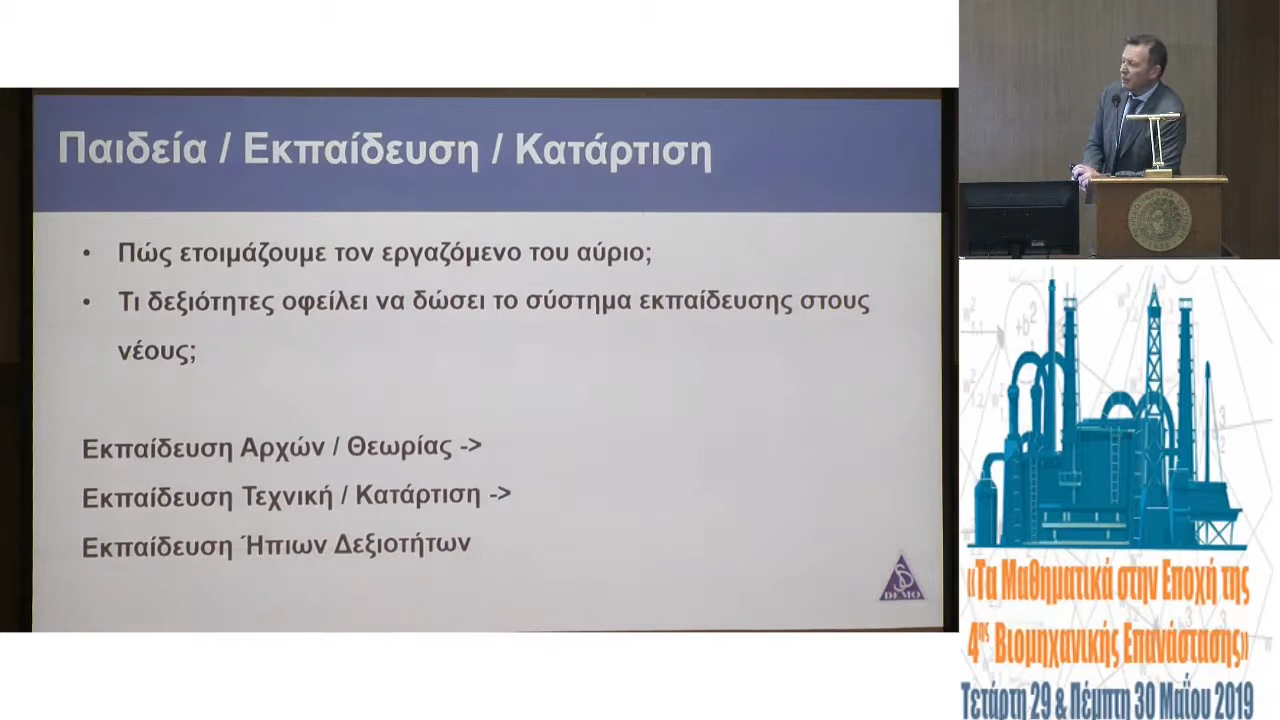 Παιδεία / Εκπαίδευση / Κατάρτιση
• Πώς ετοιμάζουμε τον εργαζόμενο του αύριο;
• Τι δεξιότητες οφείλει να δώσει το σύστημα εκπαίδευσης στους
νέους;
Εκπαίδευση Αρχών / Θεωρίας ->
Εκπαίδευση Τεχνική / Κατάρτιση ->
Εκπαίδευση Ήπιων Δεξιοτήτων
DEMO
«Τα Μαθηματικά στην Εποχή της
4ης Βιομηχανικής Επανάστασης»
Τετάρτη 29 & Πέμπτη 30 Μαΐου 2019